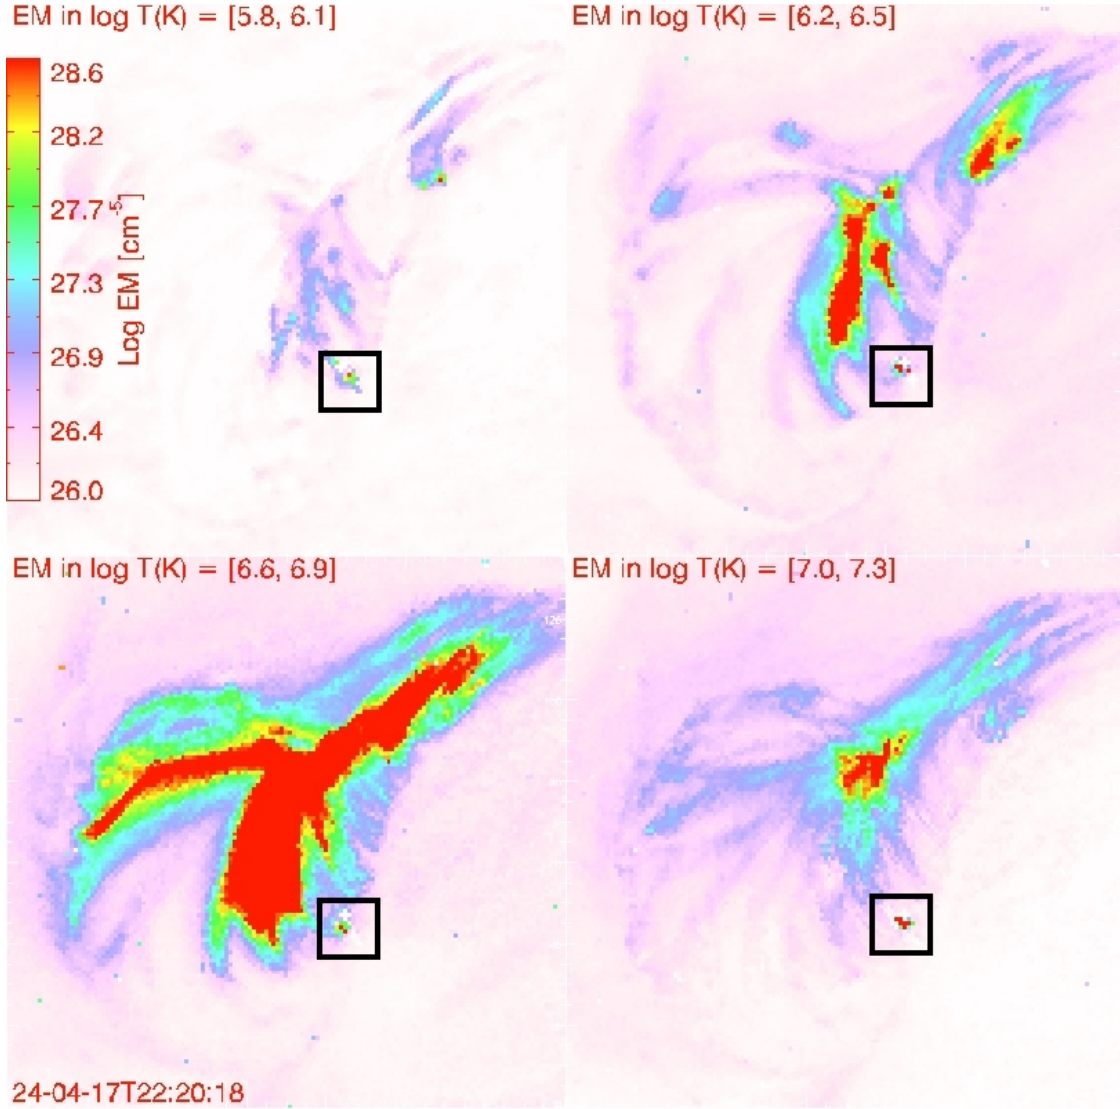 EM in log T(K) = [5.8, 6.1]
EM in log T(K) = [6.2, 6.5]
28.6
28.2
27.7
27.3
26.9
26.4
26.0
Log EM [cm⁻⁵]
EM in log T(K) = [6.6, 6.9]
EM in log T(K) = [7.0, 7.3]
126
24-04-17T22:20:18